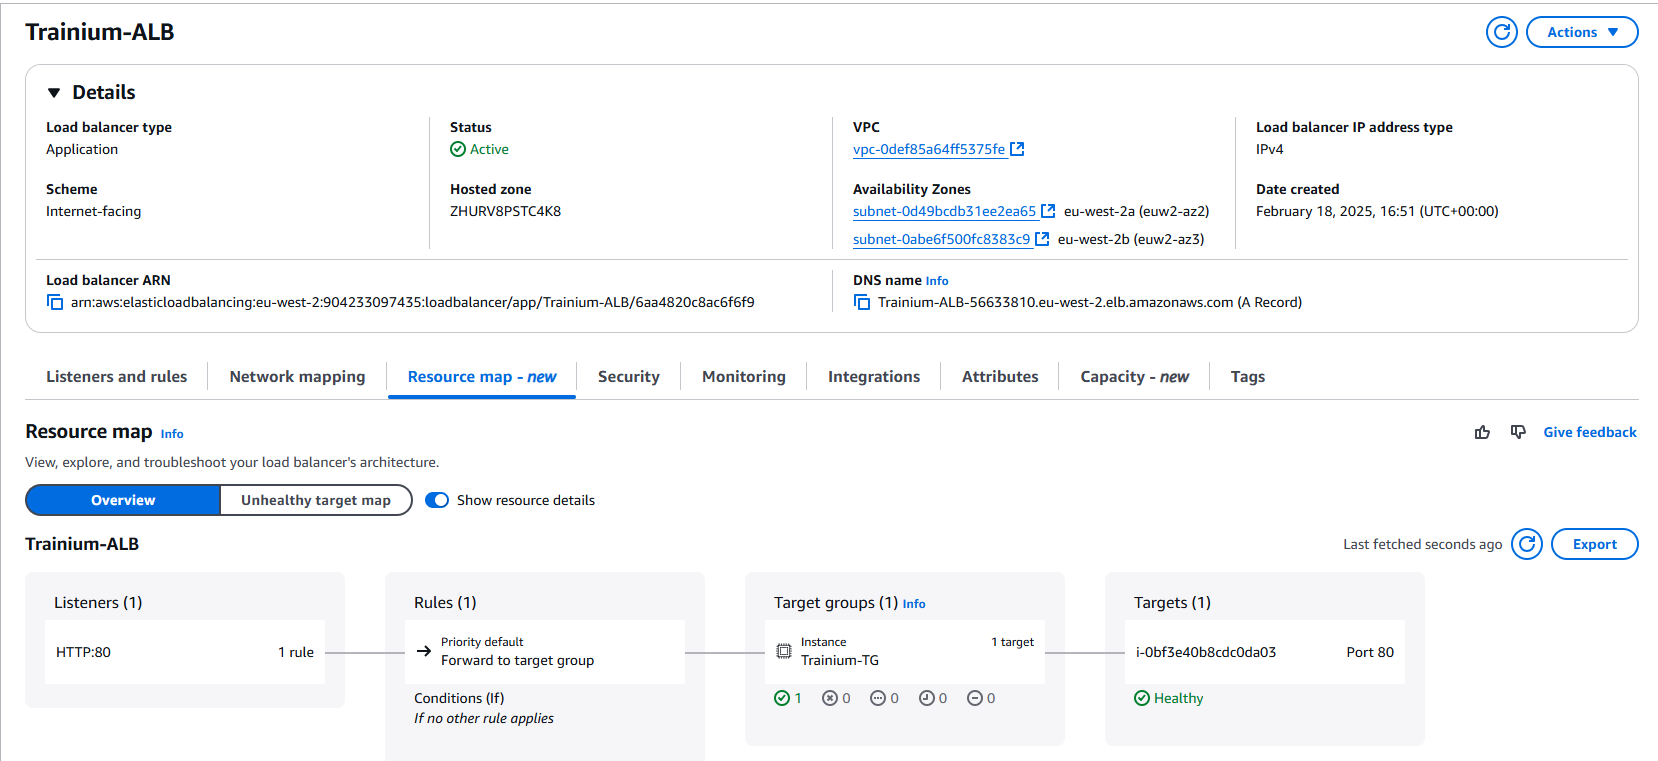 Trainium-ALB
Actions
Details
Load balancer type
Application
Status
Active
VPC
vpc-0def85a64ff5375fe
Load balancer IP address type
IPv4
Scheme
Internet-facing
Hosted zone
ZHURV8PSTC4K8
Availability Zones
subnet-0d49bcdb31ee2ea65 eu-west-2a (euw2-az2)
subnet-0abe6f500fc8383c9 eu-west-2b (euw2-az3)
Date created
February 18, 2025, 16:51 (UTC+00:00)
Load balancer ARN
arn:aws:elasticloadbalancing:eu-west-2:904233097435:loadbalancer/app/Trainium-ALB/6aa4820c8ac6f6f9
DNS name Info
Trainium-ALB-56633810.eu-west-2.elb.amazonaws.com (A Record)
Listeners and rules
Network mapping
Resource map - new
Security
Monitoring
Integrations
Attributes
Capacity - new
Tags
Resource map Info
Give feedback
View, explore, and troubleshoot your load balancer's architecture.
Overview
Unhealthy target map
Show resource details
Trainium-ALB
Last fetched seconds ago
Export
Listeners (1)
HTTP:80 1 rule
Rules (1)
Priority default
Forward to target group
Conditions (If)
If no other rule applies
Target groups (1) Info
Instance 1 target
Trainium-TG
1 0 0 0 0
Targets (1)
i-0bf3e40b8cdc0da03 Port 80
Healthy